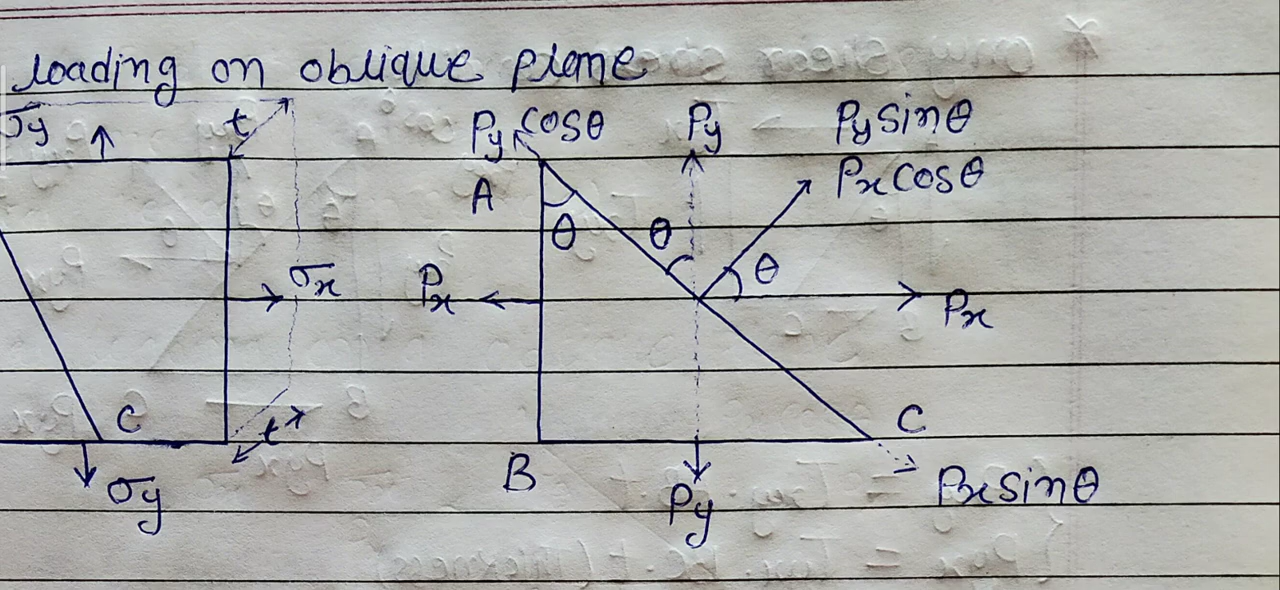 loading on oblique plane
σy
t
Py cosθ
Py
Py sinθ
Px cosθ
A
θ
θ
θ
σx
Px
Px
C
t
C
B
σy
Py
Px sinθ